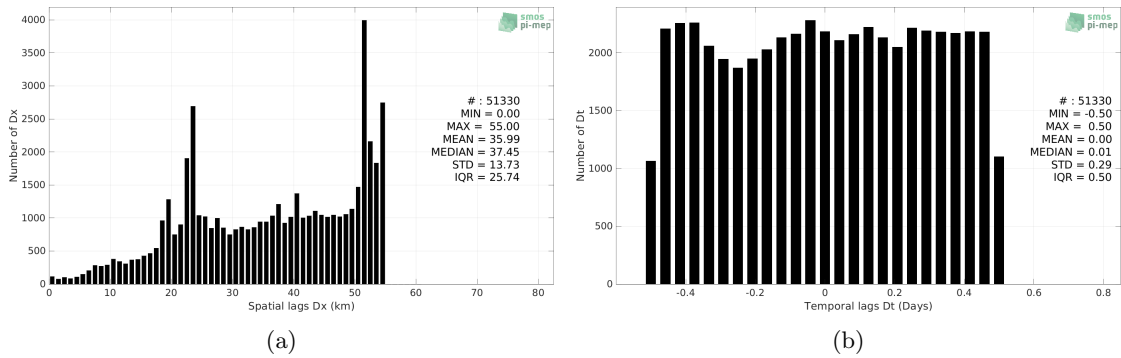 4000
3500
3000
2500
2000
1500
1000
500
0
Number of Dx
0 10 20 30 40 50 60 70 80
Spatial lags Dx (km)
smos
pi-mep
# : 51330
MIN = 0.00
MAX = 55.00
MEAN = 35.99
MEDIAN = 37.45
STD = 13.73
IQR = 25.74
(a)
2000
1500
1000
500
0
Number of Dt
-0.4 -0.2 0 0.2 0.4 0.6 0.8
Temporal lags Dt (Days)
smos
pi-mep
# : 51330
MIN = -0.50
MAX = 0.50
MEAN = 0.00
MEDIAN = 0.01
STD = 0.29
IQR = 0.50
(b)